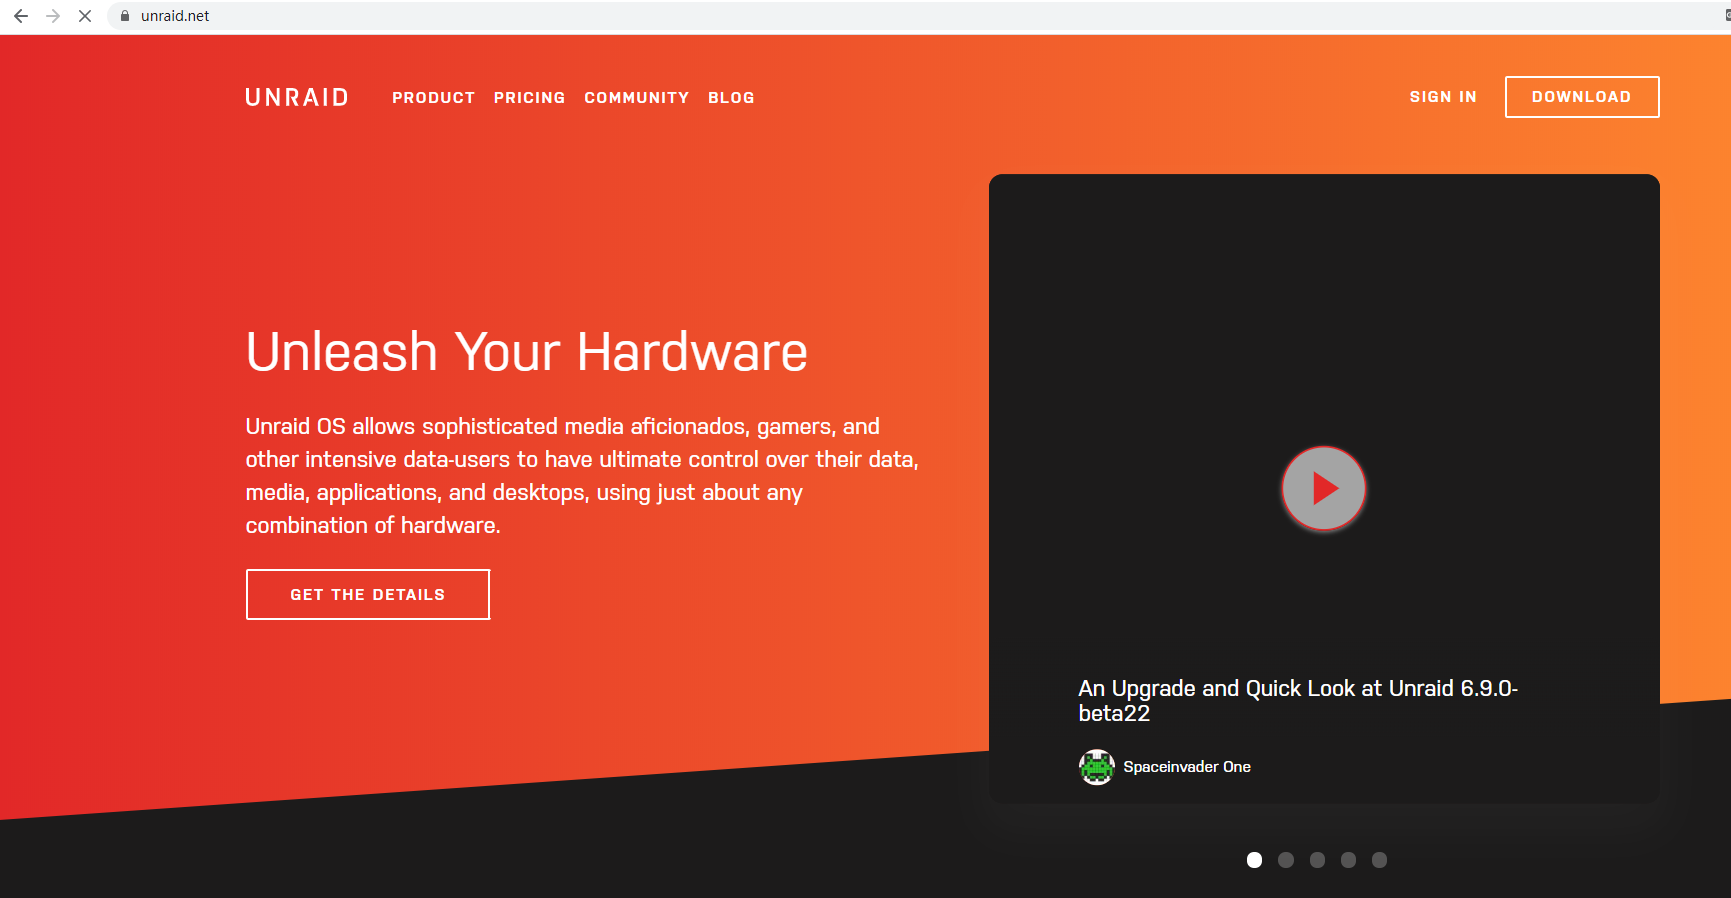 unraid.net
UNRAID PRODUCT PRICING COMMUNITY BLOG SIGN IN DOWNLOAD
Unleash Your Hardware
Unraid OS allows sophisticated media aficionados, gamers, and
other intensive data-users to have ultimate control over their data,
media, applications, and desktops, using just about any
combination of hardware.
GET THE DETAILS
An Upgrade and Quick Look at Unraid 6.9.0-
beta22
Spaceinvader One